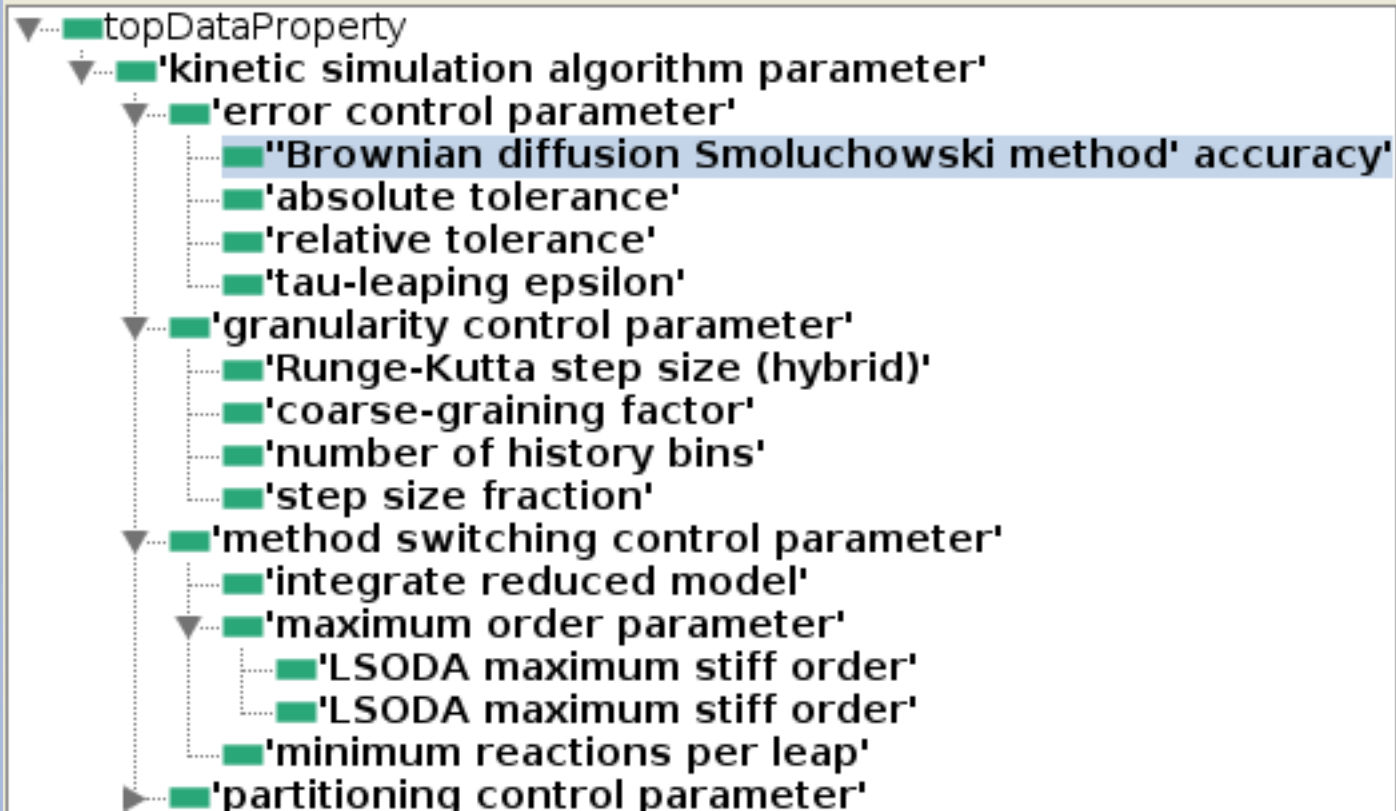 topDataProperty
'kinetic simulation algorithm parameter'
'error control parameter'
''Brownian diffusion Smoluchowski method' accuracy'
'absolute tolerance'
'relative tolerance'
'tau-leaping epsilon'
'granularity control parameter'
'Runge-Kutta step size (hybrid)'
'coarse-graining factor'
'number of history bins'
'step size fraction'
'method switching control parameter'
'integrate reduced model'
'maximum order parameter'
'LSODA maximum stiff order'
'LSODA maximum stiff order'
'minimum reactions per leap'
'partitioning control parameter'